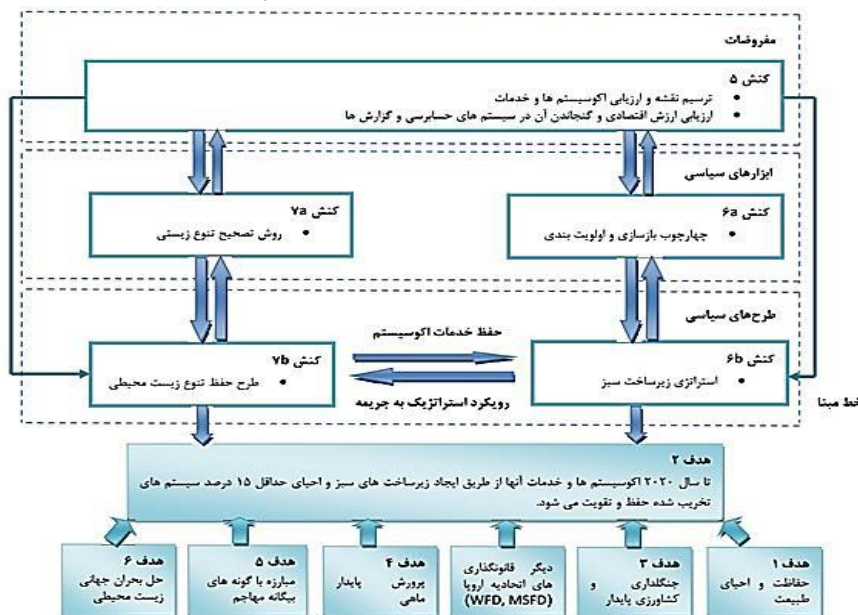 مفروضات
کنش ۵
ترسیم نقشه و ارزیابی اکوسیستم ها و خدمات
ارزیابی ارزش اقتصادی و گنجاندن آن در سیستم های حسابرسی و گزارش ها
ابزارهای سیاسی
کنش ۶a
چهارچوب بازسازی و اولویت بندی
کنش ۷a
روش تصحیح تنوع زیستی
طرح‌های سیاسی
کنش ۶b
استراتژی زیرساخت سبز
حفظ خدمات اکوسیستم
رویکرد استراتژیک به جریمه
کنش ۷b
طرح حفظ تنوع زیست محیطی
خط مبنا
هدف ۲
تا سال ۲۰۲۰ اکوسیستم ها و خدمات آنها از طریق ایجاد زیرساخت های سبز و احیای حداقل ۱۵ درصد سیستم های
تخریب شده حفظ و تقویت می شود.
هدف ۱
حفاظت و احیای
طبیعت
هدف ۳
جنگلداری و
کشاورزی پایدار
دیگر قانونگذاری
های اتحادیه اروپا
(WFD, MSFD)
هدف ۴
پرورش پایدار
ماهی
هدف ۵
مبارزه با گونه های
بیگانه مهاجم
هدف ۶
حل بحران جهانی
زیست محیطی